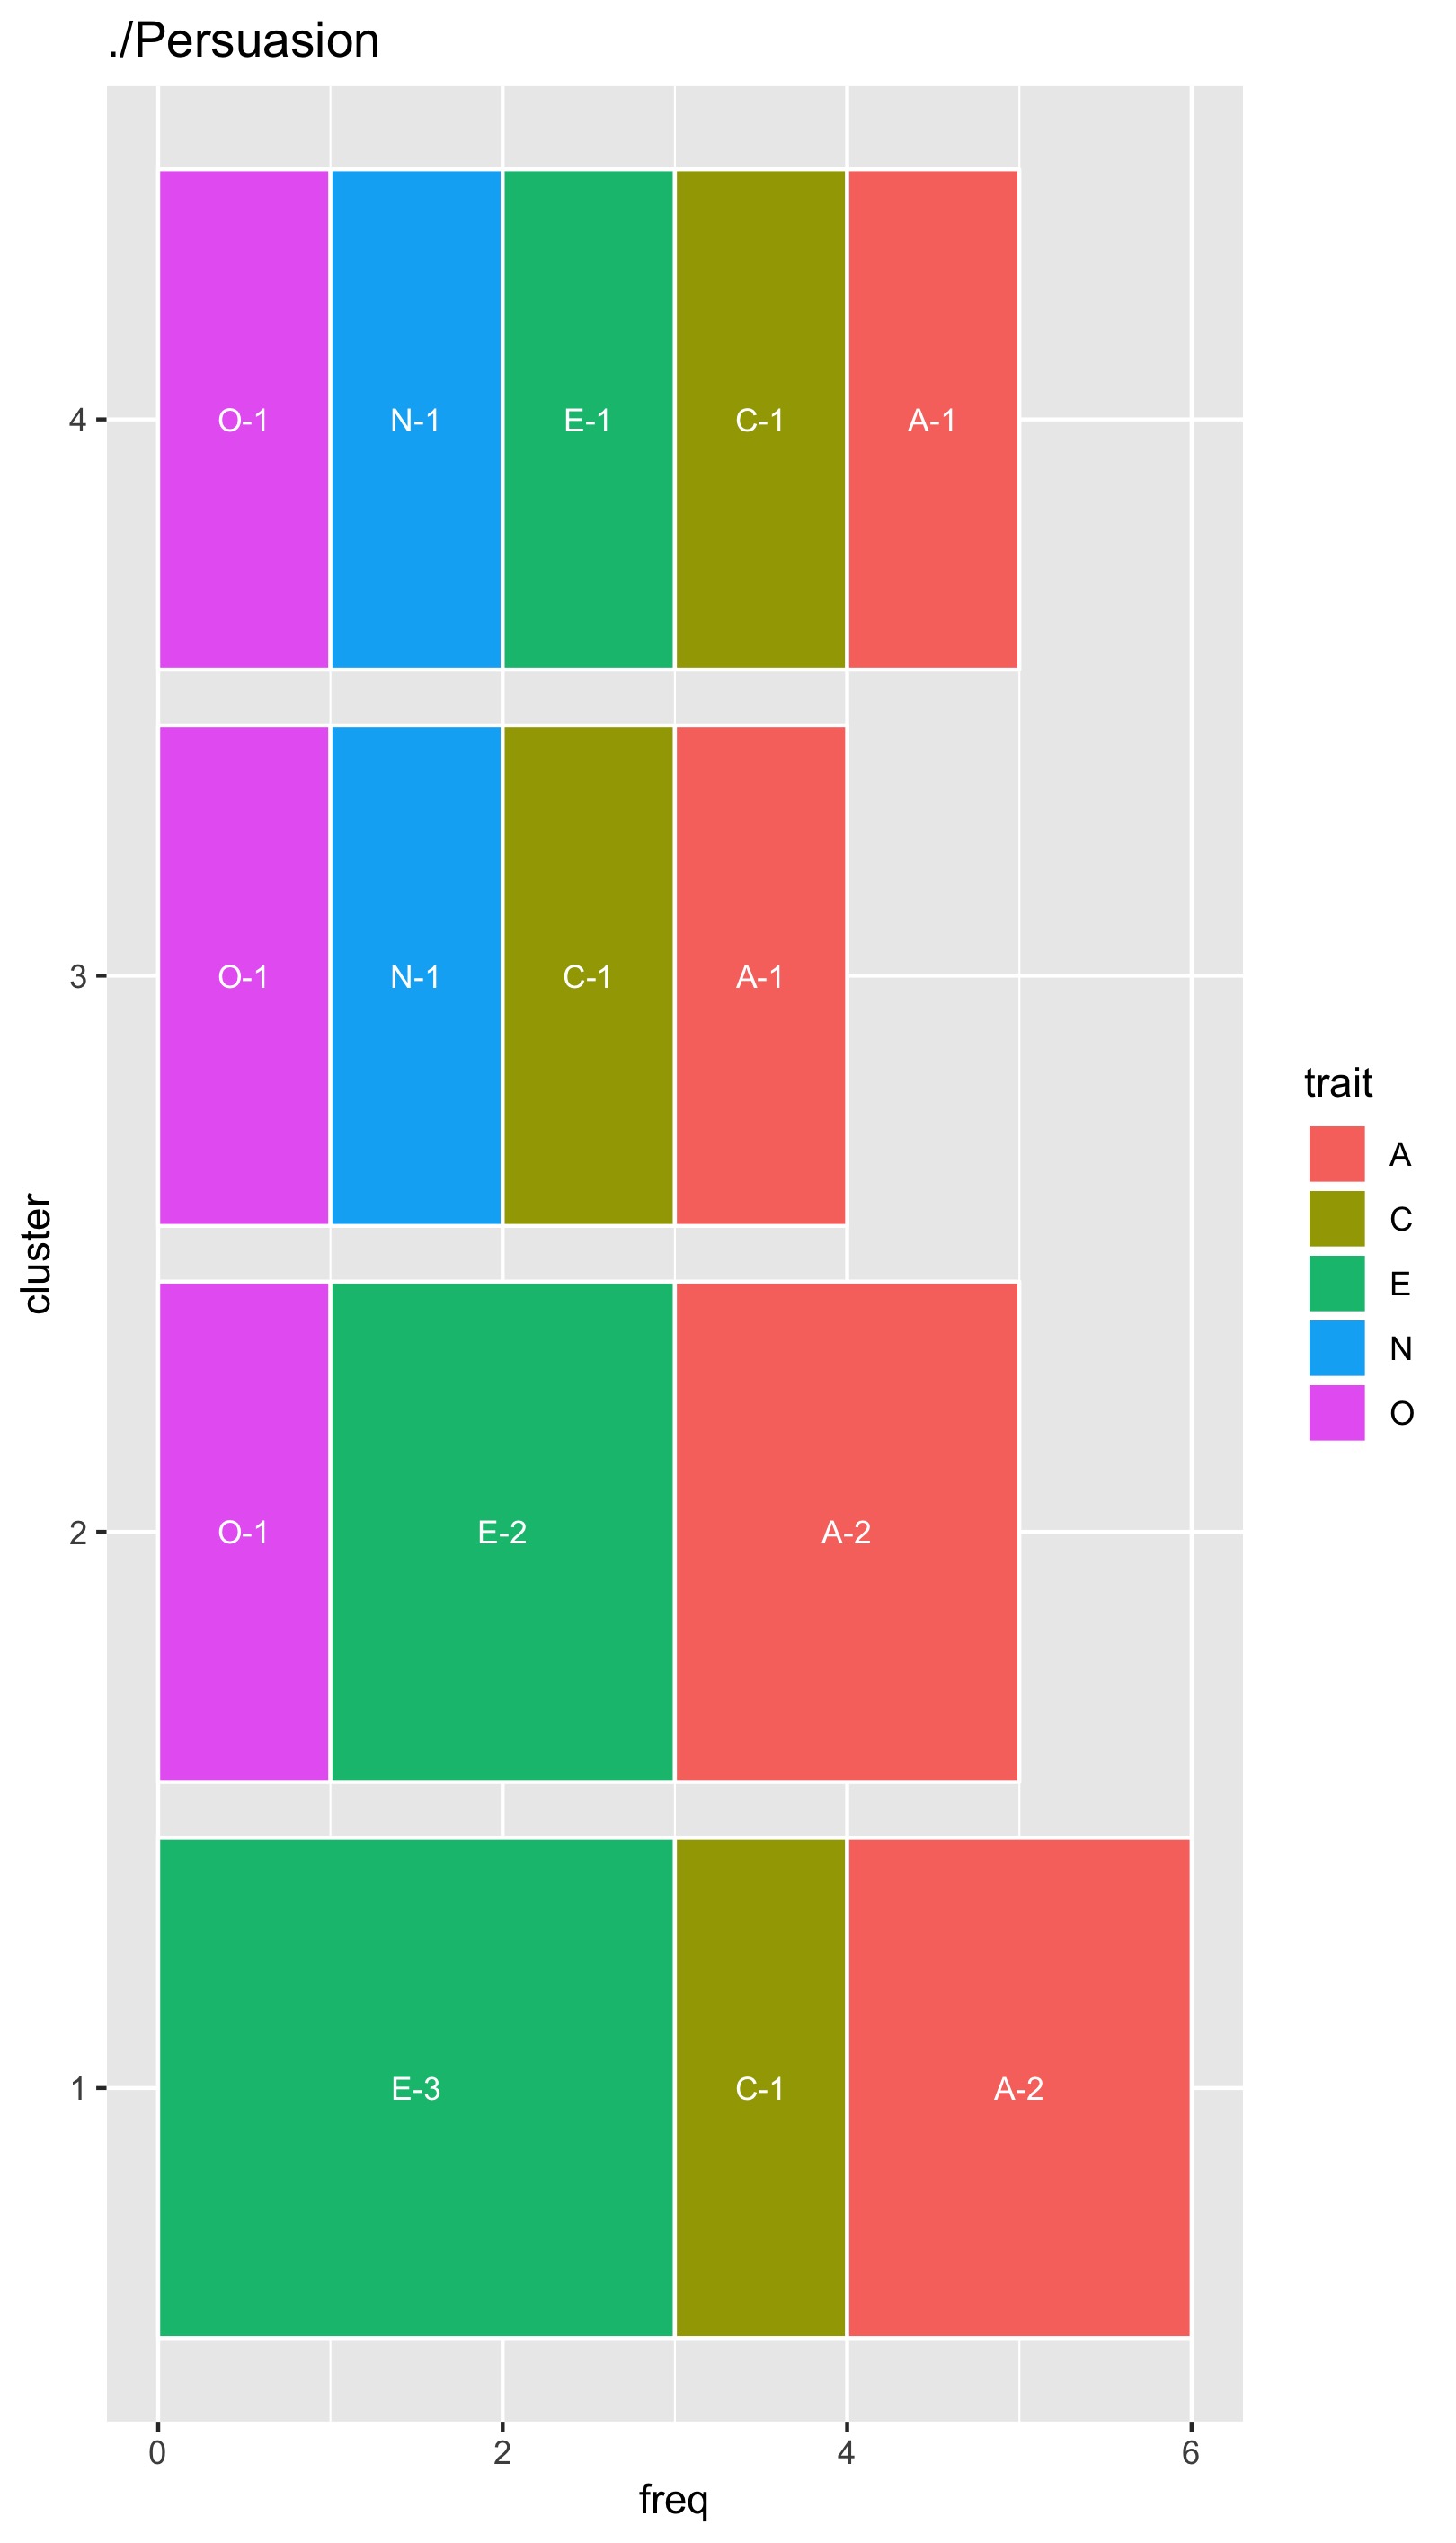 ./Persuasion
4
O-1 N-1 E-1 C-1 A-1
3
O-1 N-1 C-1 A-1
2
O-1 E-2 A-2
1
E-3 C-1 A-2
cluster
0 2 4 6
freq
trait
A
C
E
N
O